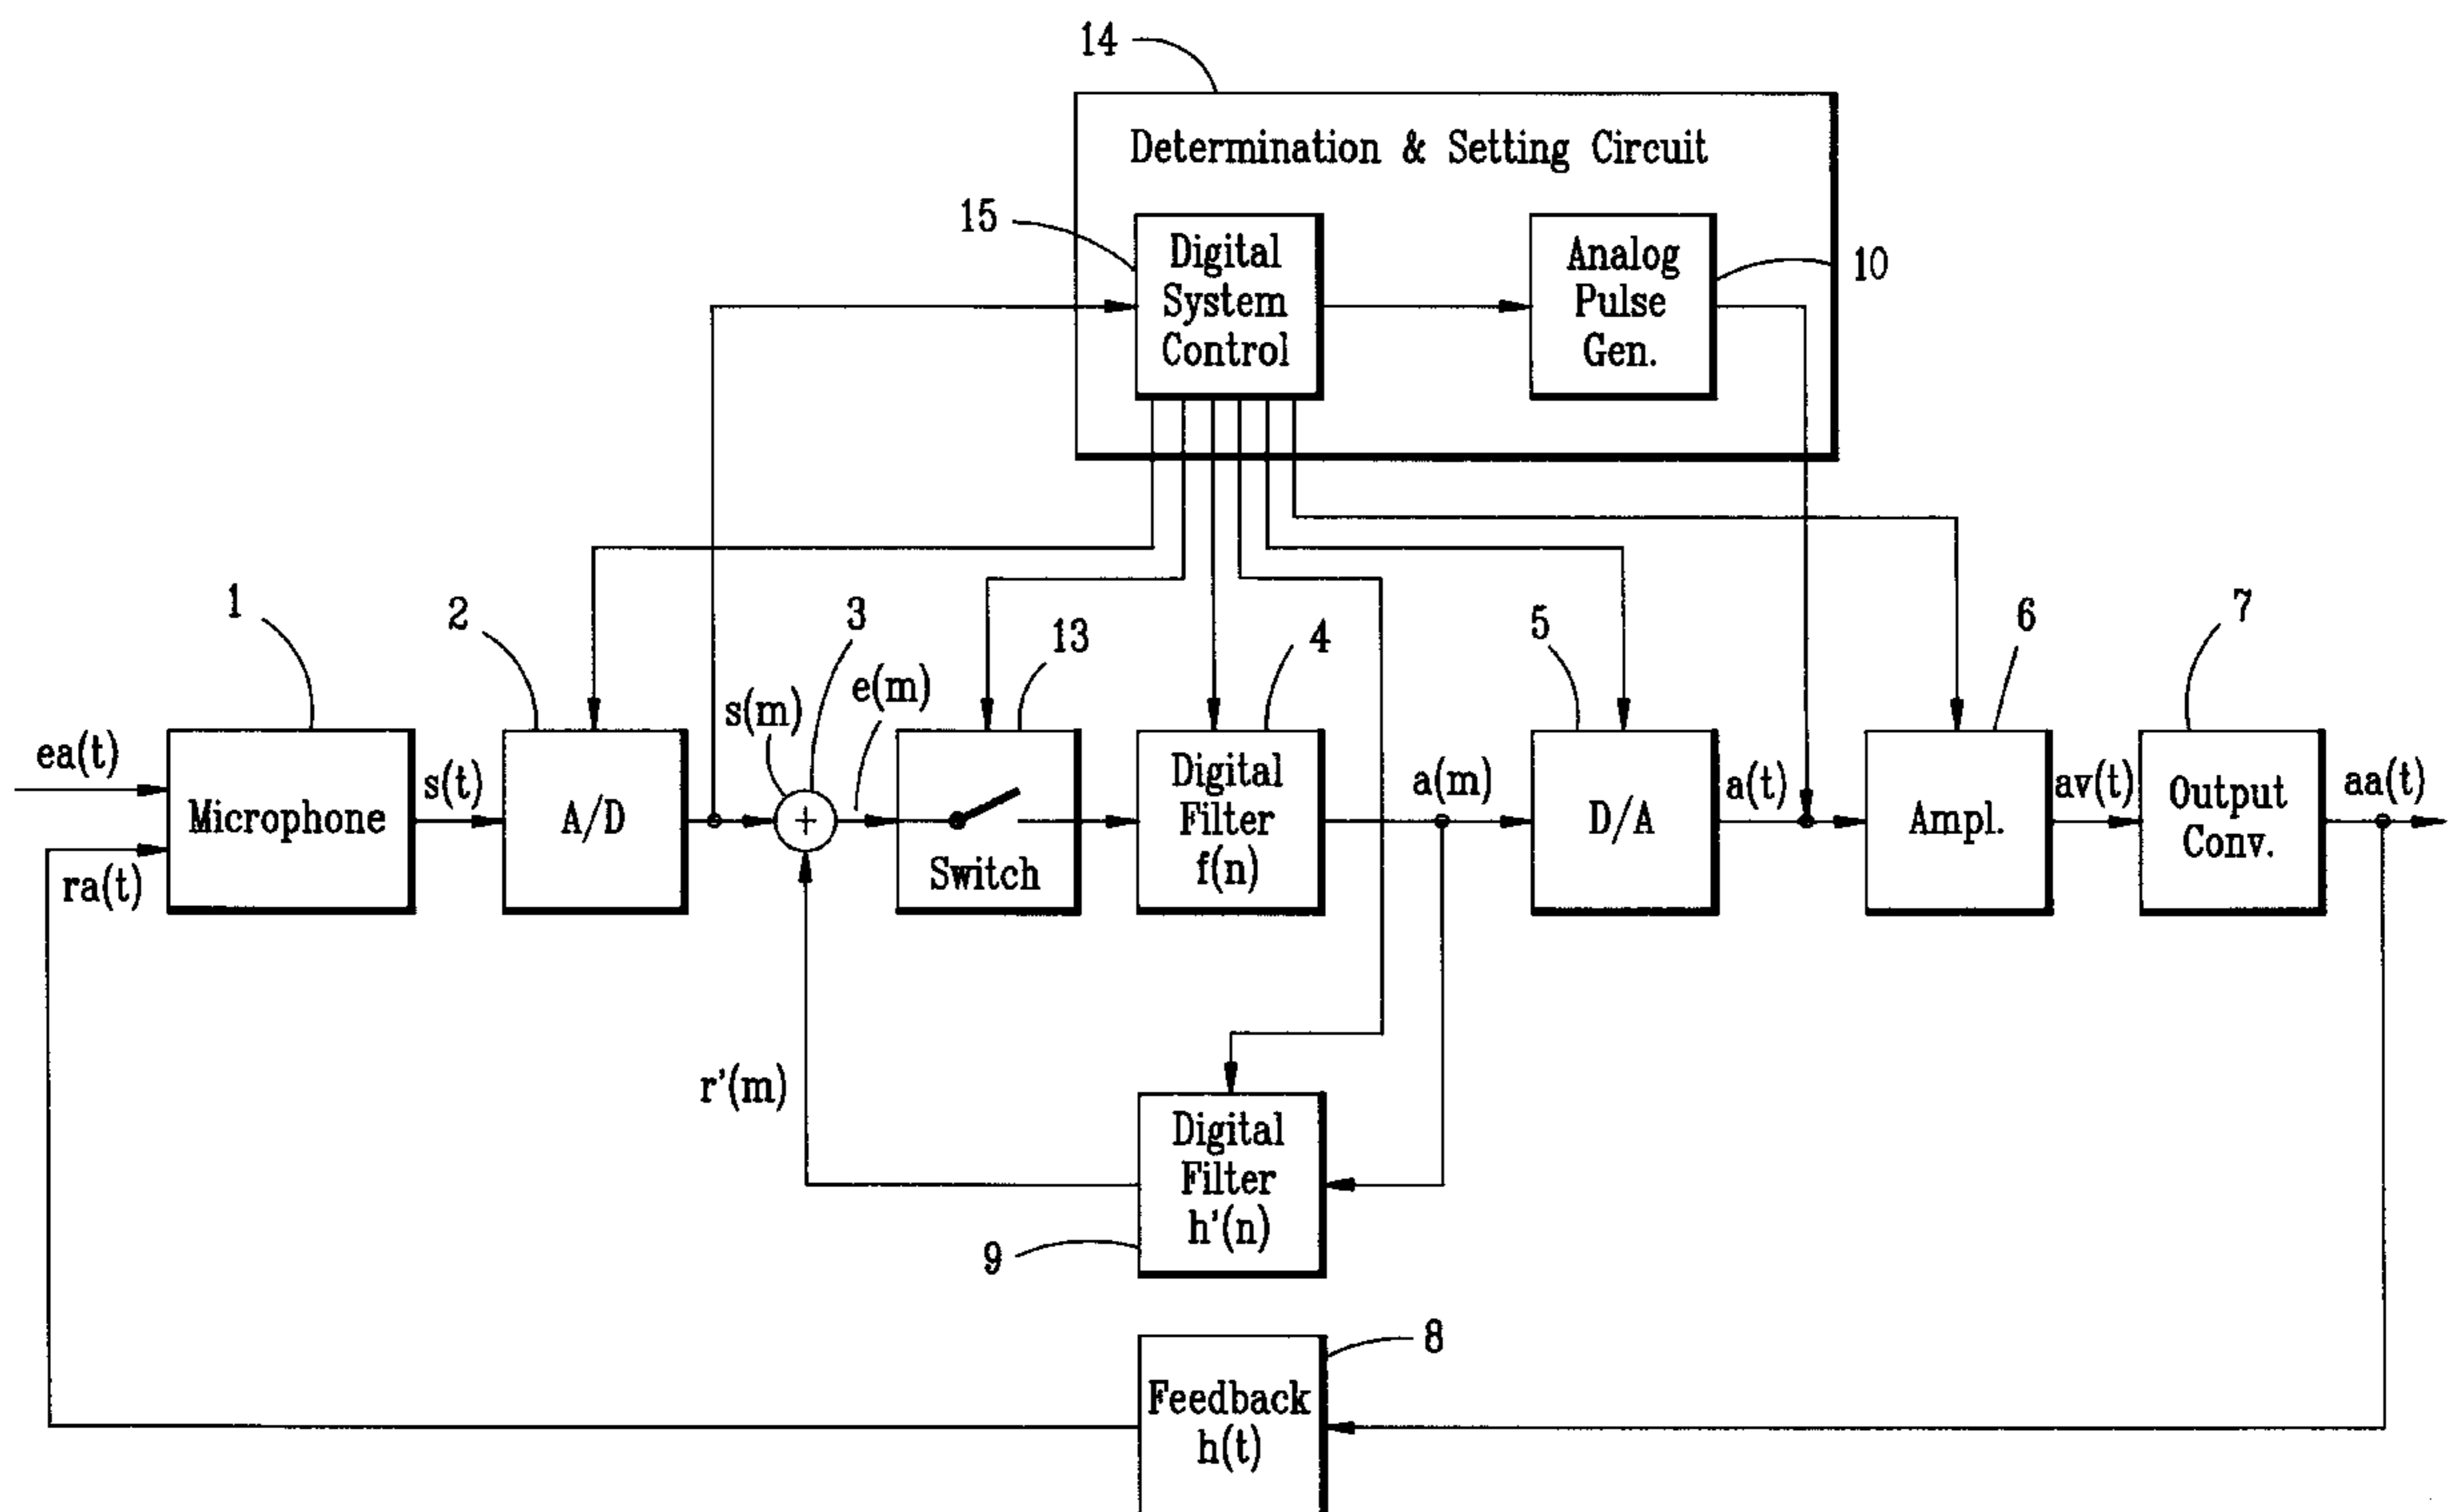 14
Determination & Setting Circuit
15
Digital
System
Control
Analog
Pulse
Gen.
10
1
2
3
13
4
5
6
7
s(m)
e(m)
ea(t)
ra(t)
Microphone
s(t)
A/D
+
Switch
Digital
Filter
f(n)
a(m)
D/A
a(t)
Ampl.
av(t)
Output
Conv.
aa(t)
r'(m)
Digital
Filter
h'(n)
9
8
Feedback
h(t)